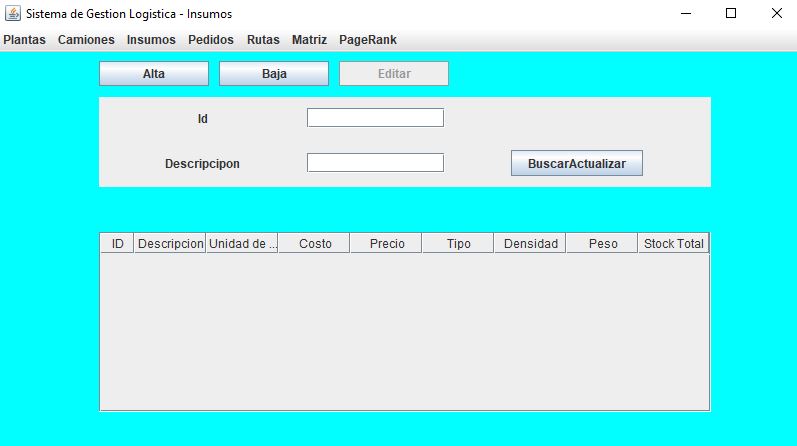 Sistema de Gestion Logistica - Insumos
Plantas Camiones Insumos Pedidos Rutas Matriz PageRank
Alta Baja Editar
Id
Descripcipon BuscarActualizar
ID Descripcion Unidad de ... Costo Precio Tipo Densidad Peso Stock Total